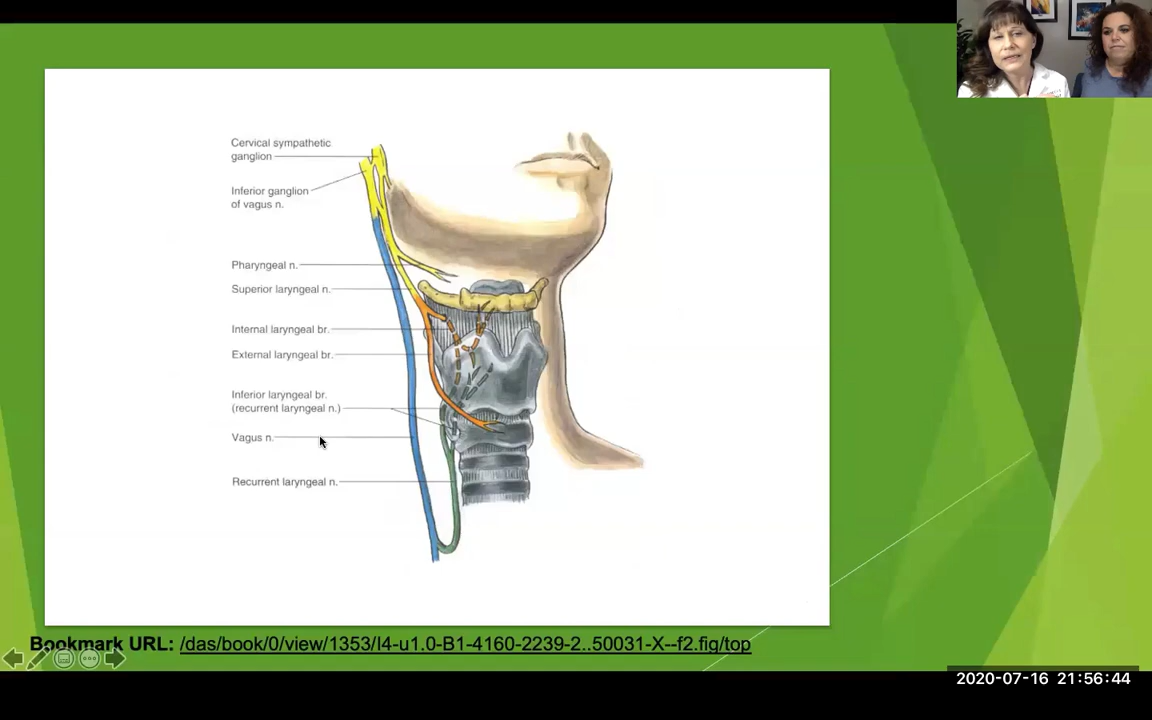 Cervical sympathetic
ganglion
Inferior ganglion
of vagus n.
Pharyngeal n.
Superior laryngeal n.
Internal laryngeal br.
External laryngeal br.
Inferior laryngeal br.
(recurrent laryngeal n.)
Vagus n.
Recurrent laryngeal n.
Bookmark URL: /das/book/0/view/1353/I4-u1.0-B1-4160-2239-2..50031-X--f2.fig/top
2020-07-16 21:56:44